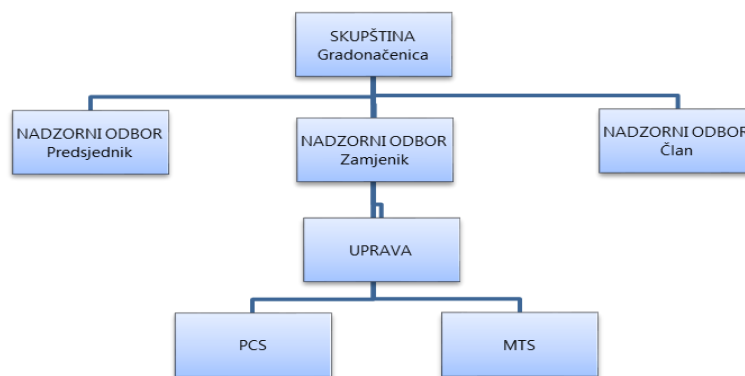 SKUPŠTINA
Gradonačenica
NADZORNI ODBOR
Predsjednik
NADZORNI ODBOR
Zamjenik
NADZORNI ODBOR
Član
UPRAVA
PCS
MTS